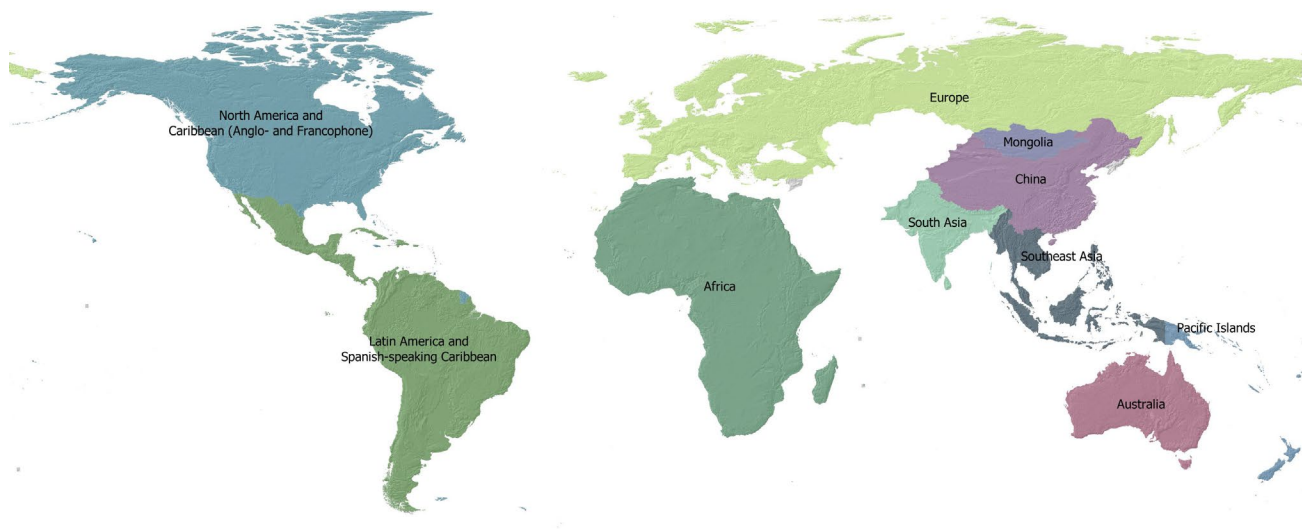 North America and
Caribbean (Anglo- and Francophone)
Europe
Mongolia
China
South Asia
Southeast Asia
Africa
Pacific Islands
Latin America and
Spanish-speaking Caribbean
Australia